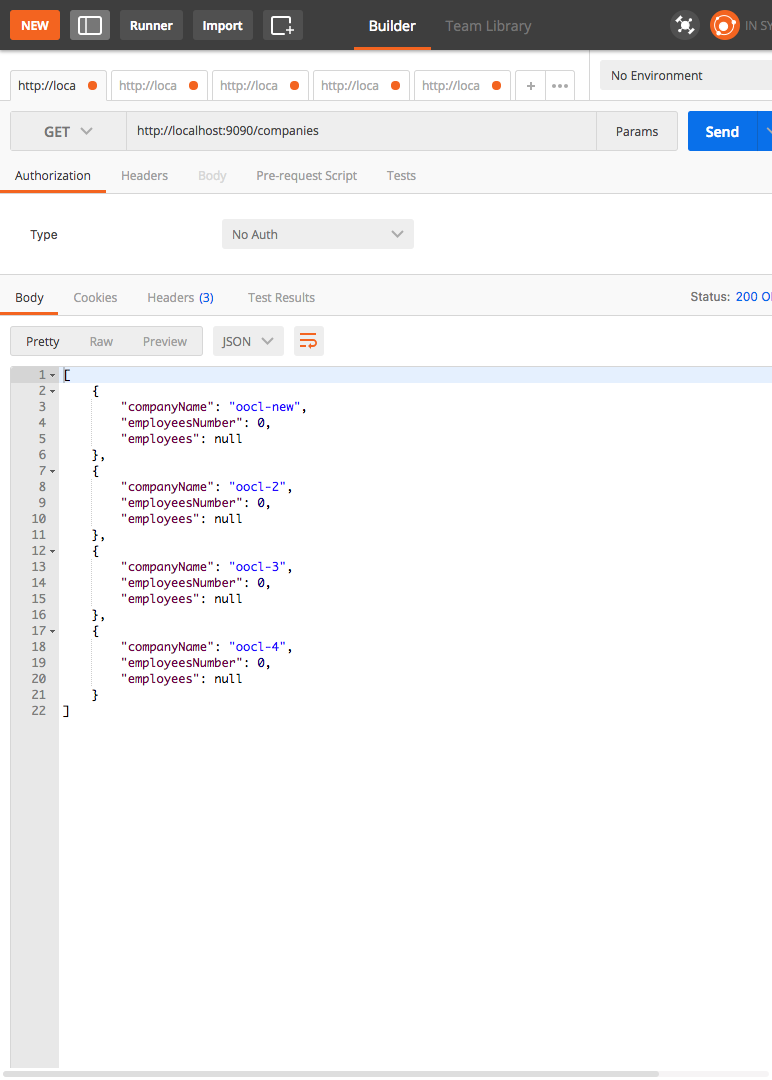 NEW Runner Import Builder Team Library IN SY
http://loca http://loca http://loca http://loca http://loca + ••• No Environment
GET http://localhost:9090/companies Params Send
Authorization Headers Body Pre-request Script Tests
Type No Auth
Body Cookies Headers (3) Test Results Status: 200 O
Pretty Raw Preview JSON
1 [
2 {
3 "companyName": "oocl-new",
4 "employeesNumber": 0,
5 "employees": null
6 },
7 {
8 "companyName": "oocl-2",
9 "employeesNumber": 0,
10 "employees": null
11 },
12 {
13 "companyName": "oocl-3",
14 "employeesNumber": 0,
15 "employees": null
16 },
17 {
18 "companyName": "oocl-4",
19 "employeesNumber": 0,
20 "employees": null
21 }
22 ]